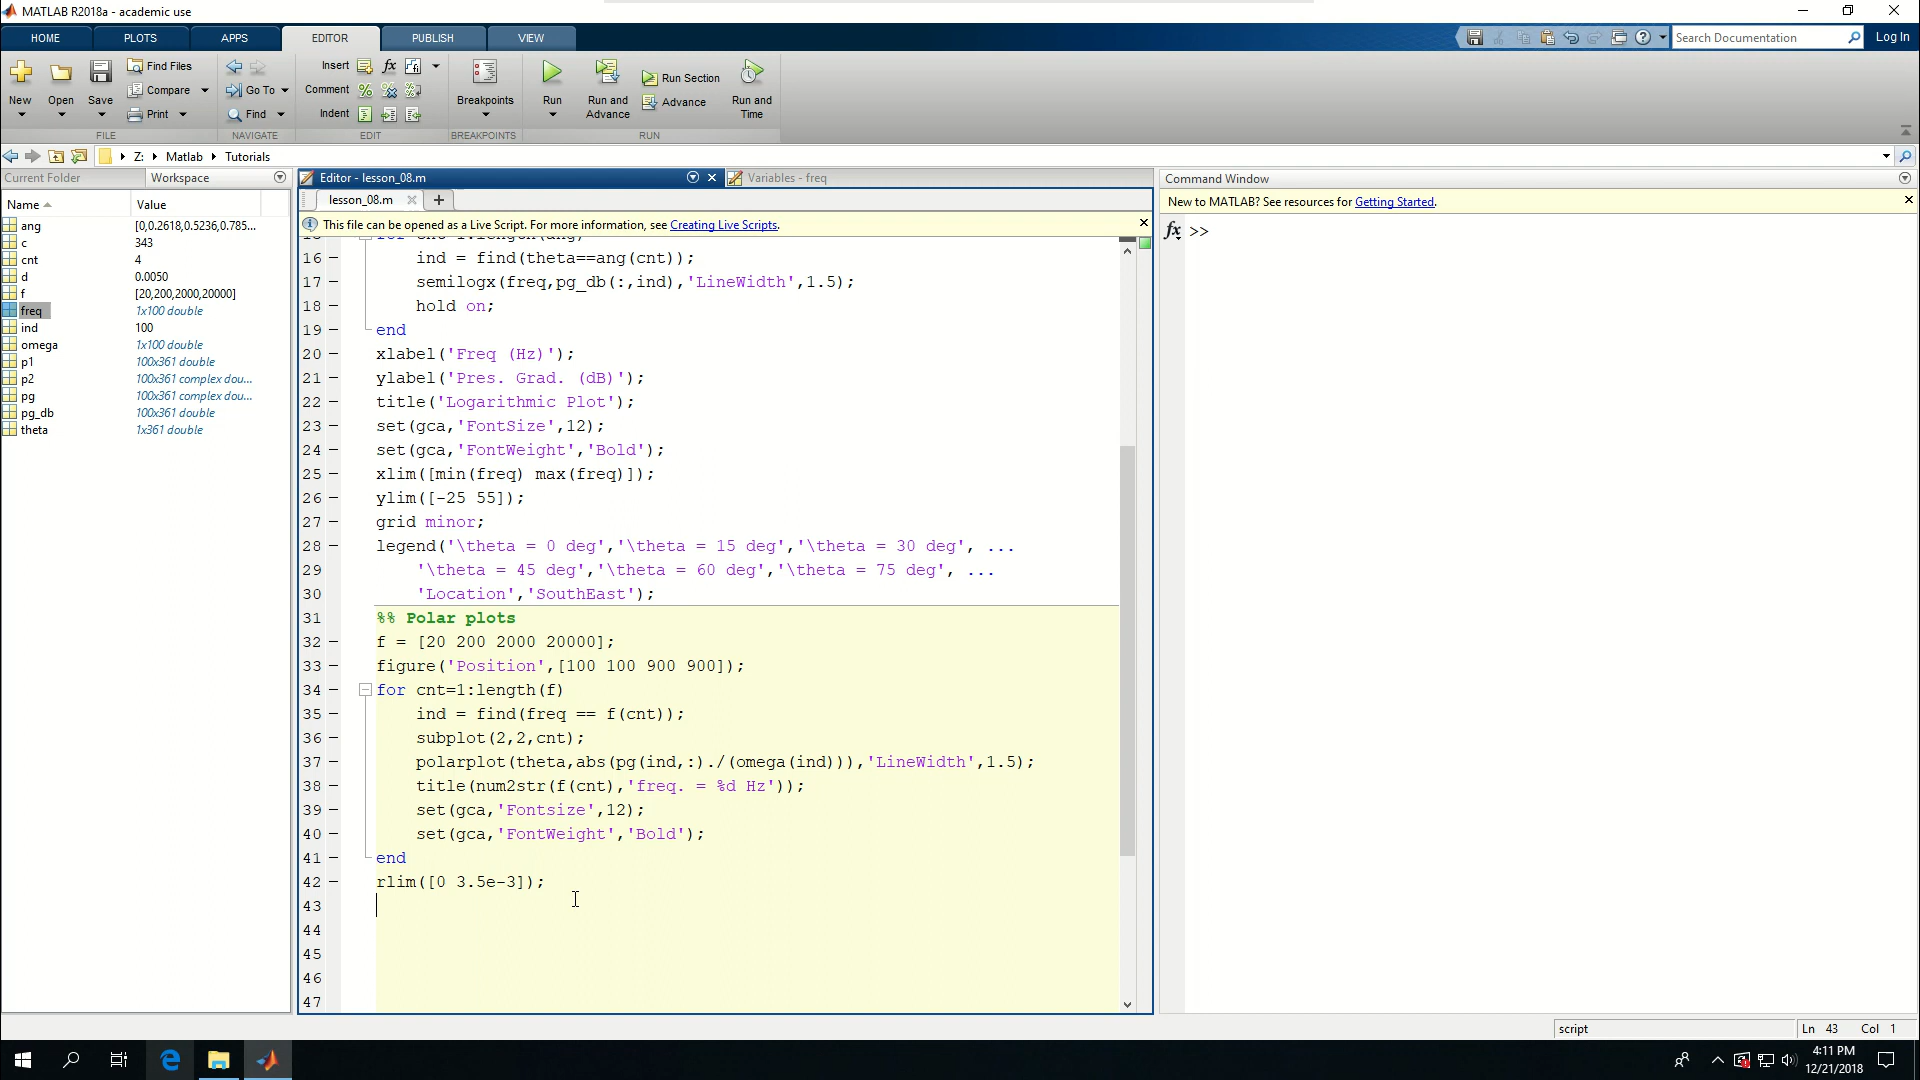 MATLAB R2018a - academic use
HOME PLOTS APPS EDITOR PUBLISH VIEW
Search Documentation
Log In
New
Open
Save
Find Files
Compare
Print
FILE
Go To
Find
NAVIGATE
Insert
Comment
Indent
EDIT
Breakpoints
BREAKPOINTS
Run
Run and Advance
Run Section
Advance
Run and Time
RUN
Z: Matlab Tutorials
Current Folder
Workspace
Name Value
ang [0,0.2618,0.5236,0.785...
c 343
cnt 4
d 0.0050
f [20,200,2000,20000]
freq 1x100 double
ind 100
omega 1x100 double
p1 100x361 double
p2 100x361 complex dou...
pg 100x361 complex dou...
pg_db 100x361 double
theta 1x361 double
Editor - lesson_08.m
Variables - freq
lesson_08.m
This file can be opened as a Live Script. For more information, see Creating Live Scripts.
16 - ind = find(theta==ang(cnt));
17 - semilogx(freq,pg_db(:,ind),'LineWidth',1.5);
18 - hold on;
19 - end
20 - xlabel('Freq (Hz)');
21 - ylabel('Pres. Grad. (dB)');
22 - title('Logarithmic Plot');
23 - set(gca,'FontSize',12);
24 - set(gca,'FontWeight','Bold');
25 - xlim([min(freq) max(freq)]);
26 - ylim([-25 55]);
27 - grid minor;
28 - legend('\theta = 0 deg','\theta = 15 deg','\theta = 30 deg', ...
29 '\theta = 45 deg','\theta = 60 deg','\theta = 75 deg', ...
30 'Location','SouthEast');
31 %% Polar plots
32 - f = [20 200 2000 20000];
33 - figure('Position',[100 100 900 900]);
34 - for cnt=1:length(f)
35 - ind = find(freq == f(cnt));
36 - subplot(2,2,cnt);
37 - polarplot(theta,abs(pg(ind,:)./(omega(ind))),'LineWidth',1.5);
38 - title(num2str(f(cnt),'freq. = %d Hz'));
39 - set(gca,'Fontsize',12);
40 - set(gca,'FontWeight','Bold');
41 - end
42 - rlim([0 3.5e-3]);
43
44
45
46
47
Command Window
New to MATLAB? See resources for Getting Started.
fx >>
script
Ln 43 Col 1
4:11 PM
12/21/2018